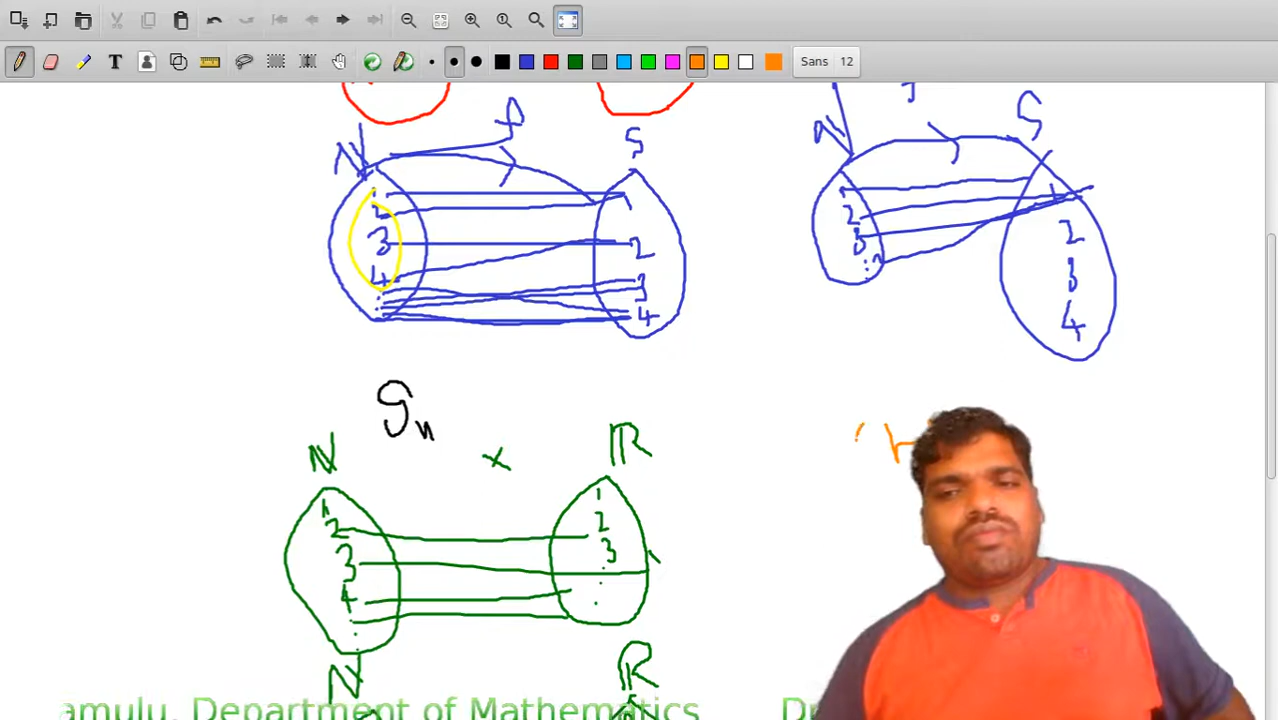 Sans 12
f
N S
1
2
3 2
4 3
4
N S
1 1
2 2
3 3
4
Sn
N x R
1 1
2 2
3 3
4
N R
amulu, Department of Mathematics